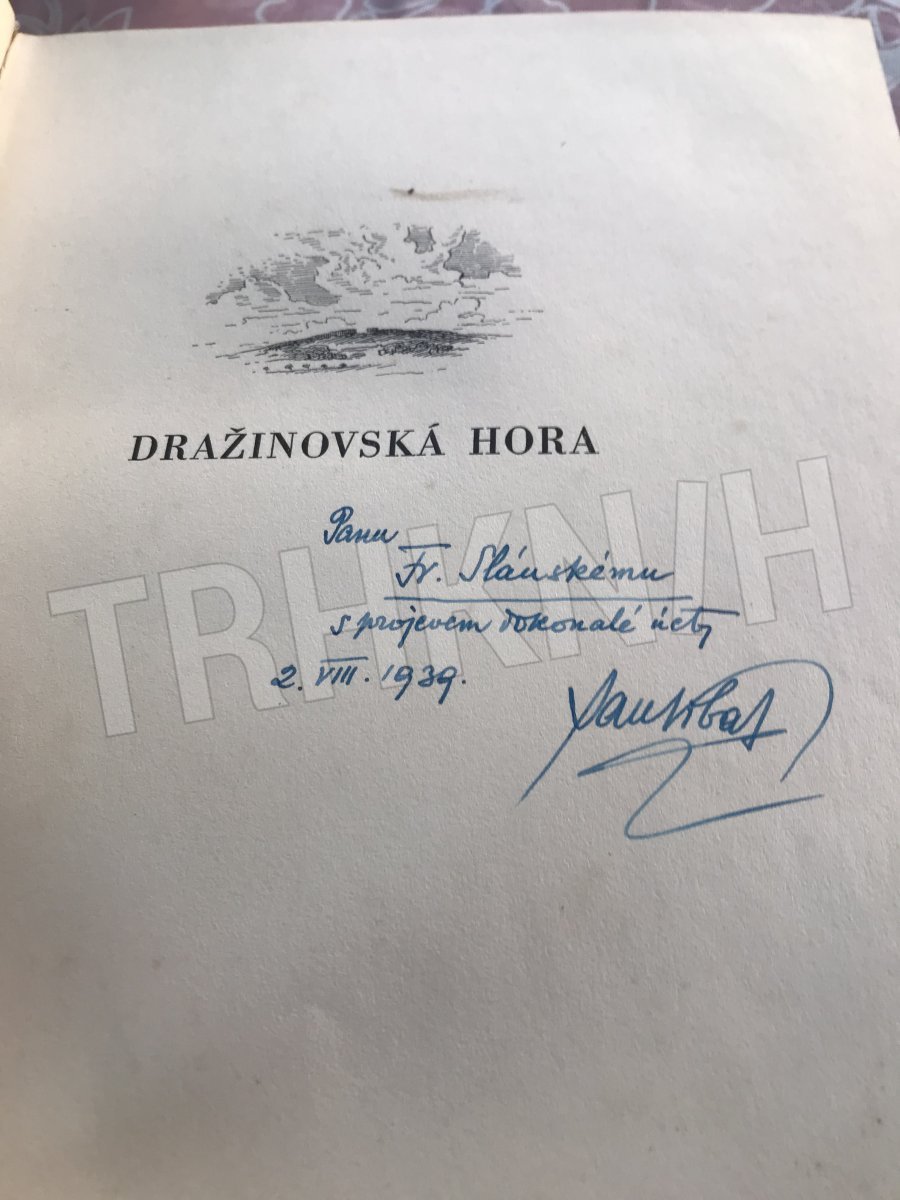 DRAŽINOVSKÁ HORA
Panu
Fr. Slánskému
s projevem dokonalé úcty
2. VIII. 1939.
TRHKNIH